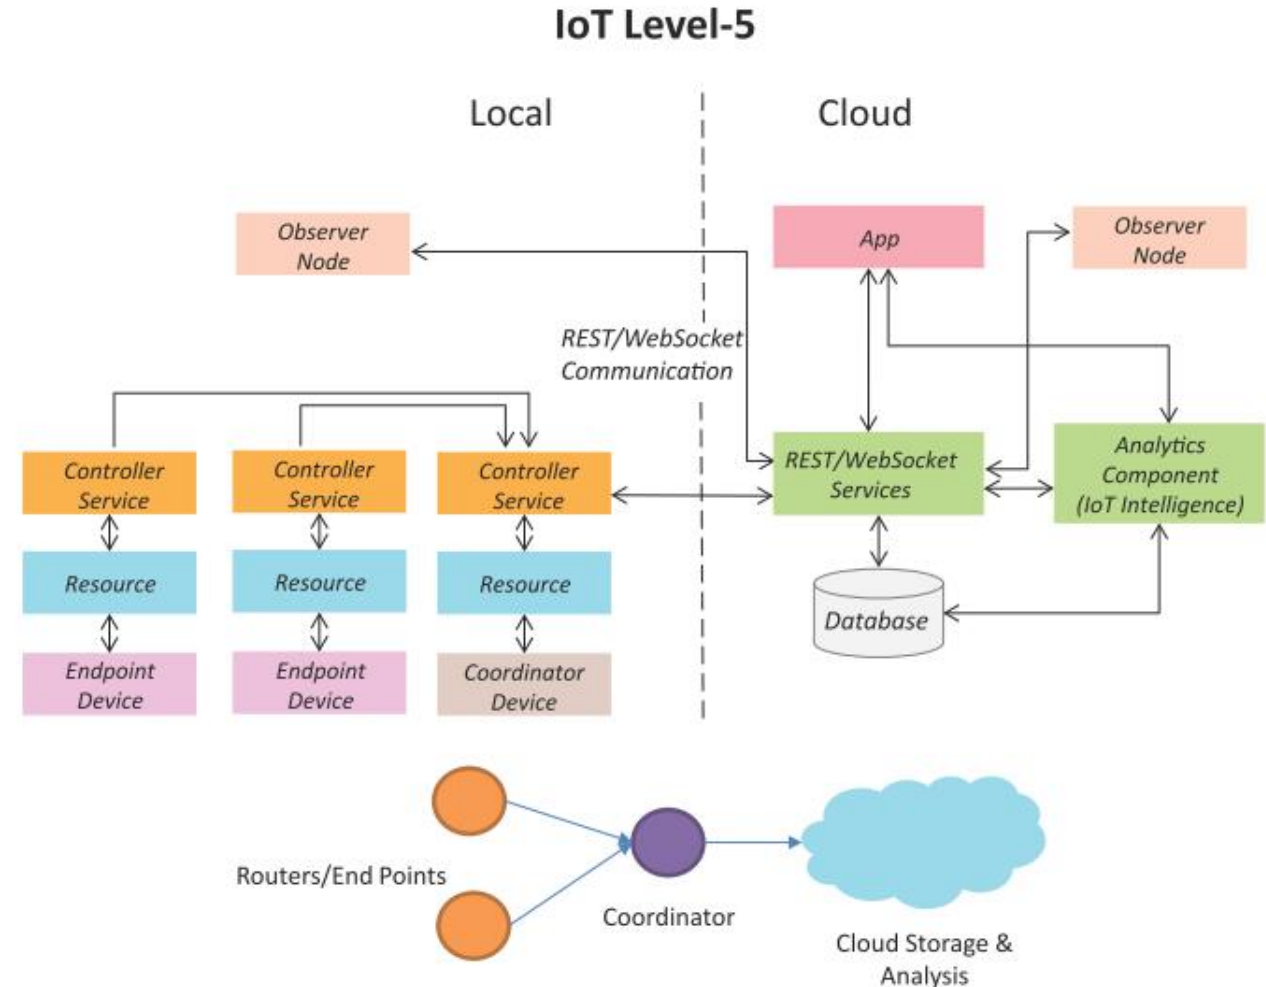 IoT Level-5
Local
Cloud
Observer
Node
App
Observer
Node
REST/WebSocket
Communication
Controller
Service
Controller
Service
Controller
Service
REST/WebSocket
Services
Analytics
Component
(IoT Intelligence)
Resource
Resource
Resource
Database
Endpoint
Device
Endpoint
Device
Coordinator
Device
Routers/End Points
Coordinator
Cloud Storage &
Analysis